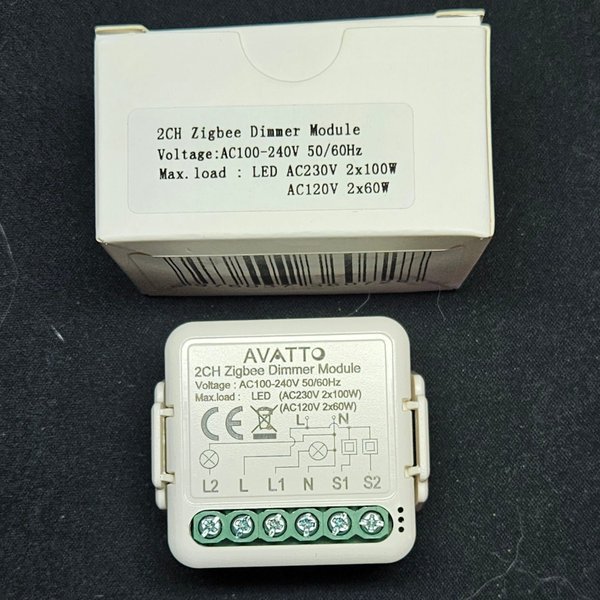 2CH Zigbee Dimmer Module
Voltage:AC100-240V 50/60Hz
Max.load : LED AC230V 2x100W
AC120V 2x60W
AVATTO
2CH Zigbee Dimmer Module
Voltage : AC100-240V 50/60Hz
Max.load: LED (AC230V 2x100W)
(AC120V 2x60W)
CE
L N
L2 L L1 N S1 S2